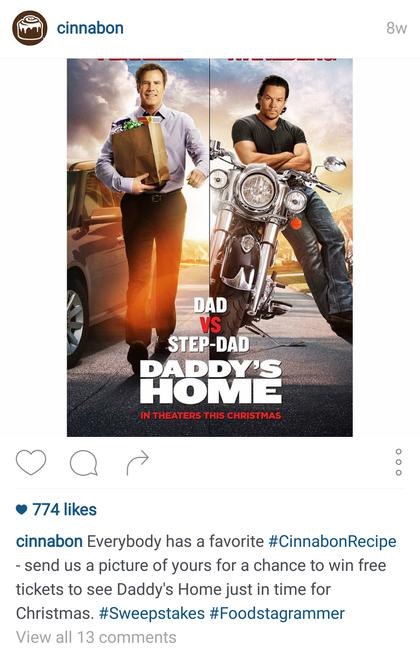 cinnabon
8w
DAD
VS
STEP-DAD
DADDY'S
HOME
IN THEATERS THIS CHRISTMAS
774 likes
cinnabon Everybody has a favorite #CinnabonRecipe
- send us a picture of yours for a chance to win free
tickets to see Daddy's Home just in time for
Christmas. #Sweepstakes #Foodstagrammer
View all 13 comments